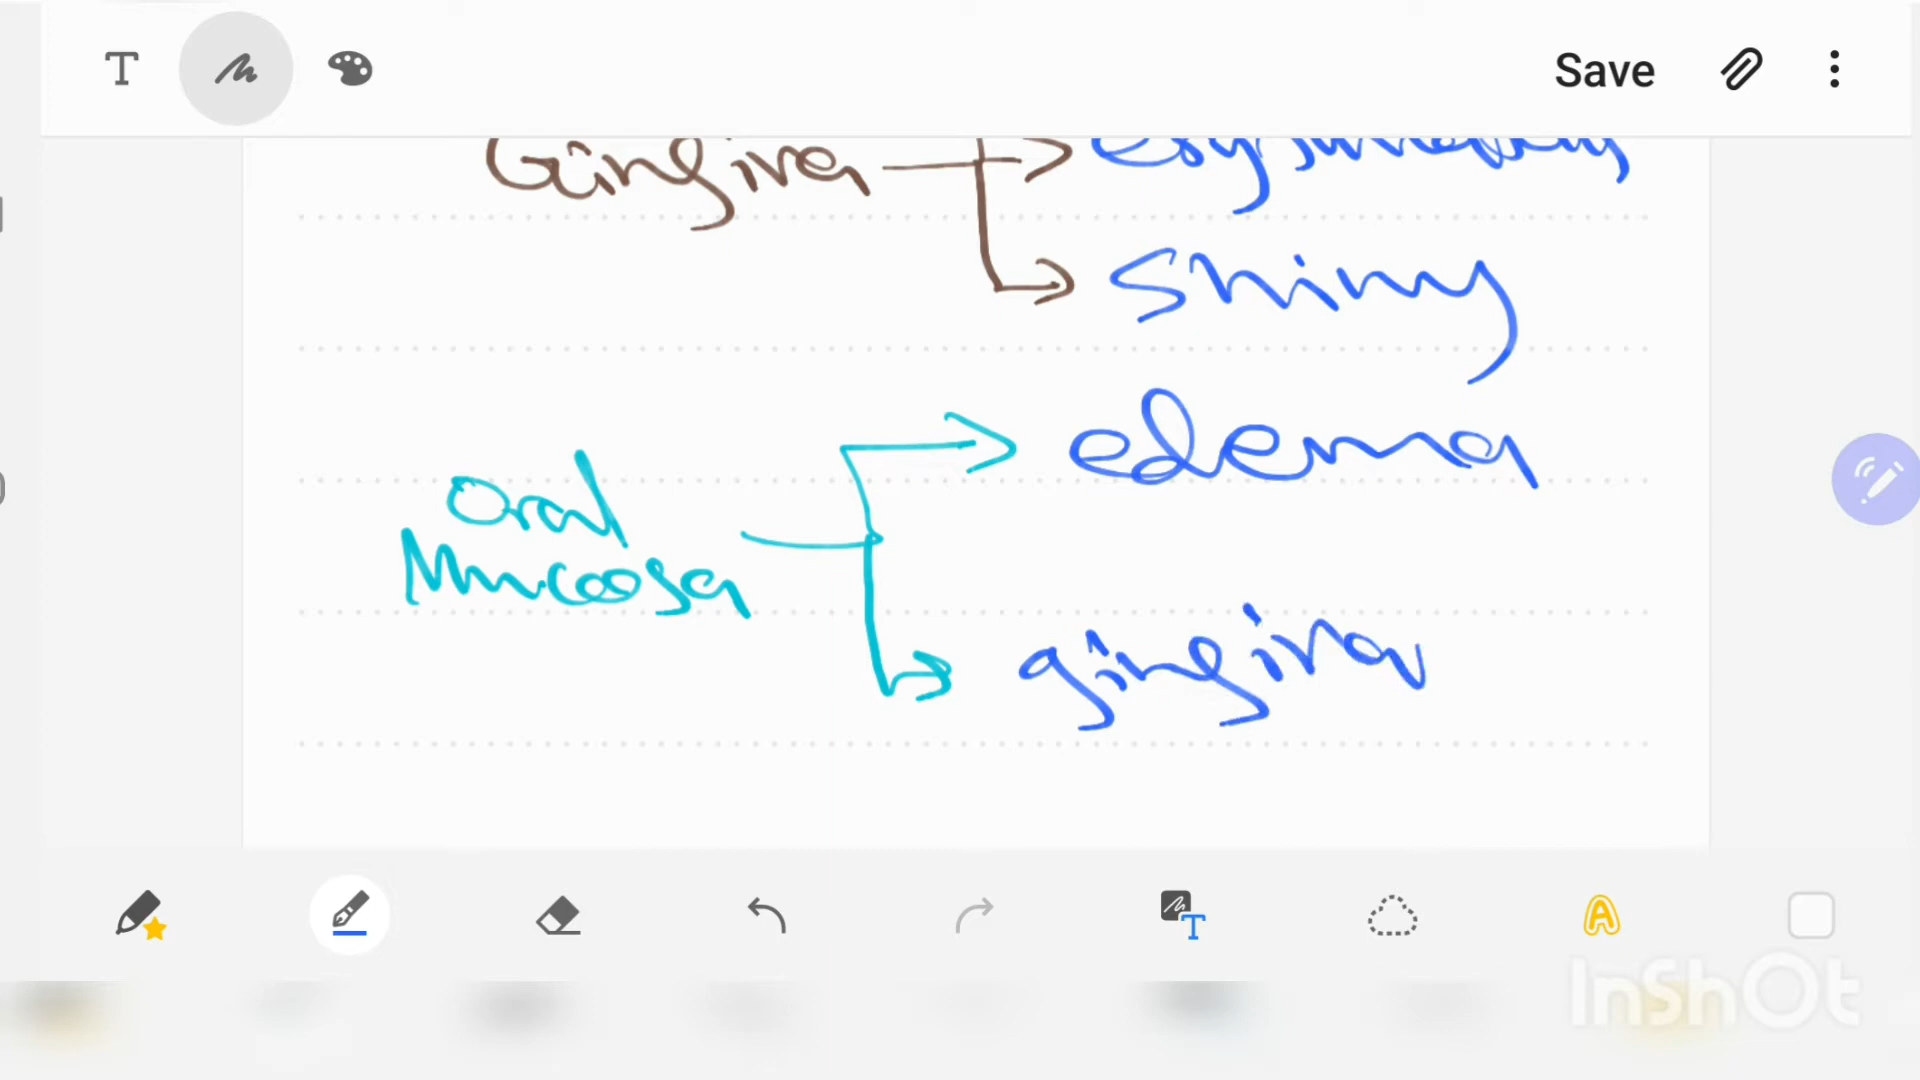 Save
Gingiva
Shiny
edema
Oral
Mucosa
gingiva
InShOt